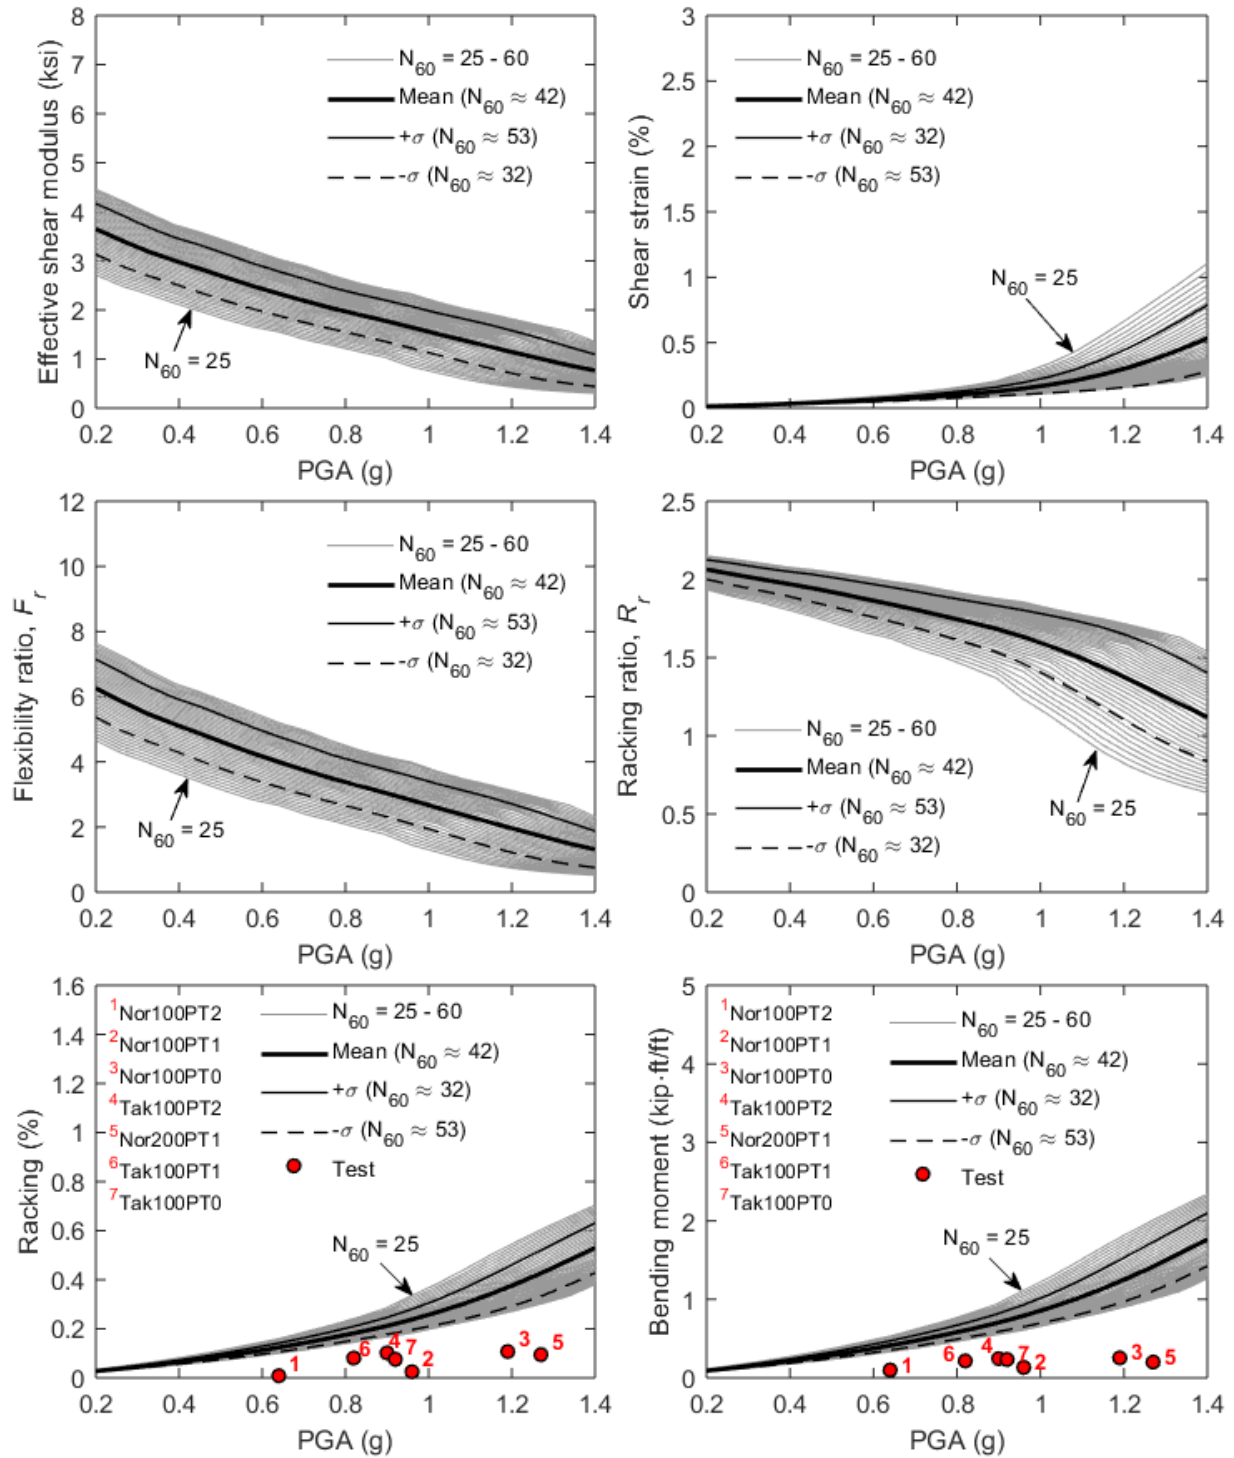 8
7
6
5
4
3
2
1
0
Effective shear modulus (ksi)
N60 = 25 - 60
Mean (N60 ≈ 42)
+σ (N60 ≈ 53)
-σ (N60 ≈ 32)
N60 = 25
0.2 0.4 0.6 0.8 1 1.2 1.4
PGA (g)
3
2.5
2
1.5
1
0.5
0
Shear strain (%)
N60 = 25 - 60
Mean (N60 ≈ 42)
+σ (N60 ≈ 32)
-σ (N60 ≈ 53)
N60 = 25
0.2 0.4 0.6 0.8 1 1.2 1.4
PGA (g)
12
10
8
6
4
2
0
Flexibility ratio, Fr
N60 = 25 - 60
Mean (N60 ≈ 42)
+σ (N60 ≈ 53)
-σ (N60 ≈ 32)
N60 = 25
0.2 0.4 0.6 0.8 1 1.2 1.4
PGA (g)
2.5
2
1.5
1
0.5
0
Racking ratio, Rr
N60 = 25 - 60
Mean (N60 ≈ 42)
+σ (N60 ≈ 53)
-σ (N60 ≈ 32)
N60 = 25
0.2 0.4 0.6 0.8 1 1.2 1.4
PGA (g)
1.6
1.4
1.2
1
0.8
0.6
0.4
0.2
0
Racking (%)
1Nor100PT2
2Nor100PT1
3Nor100PT0
4Tak100PT2
5Nor200PT1
6Tak100PT1
7Tak100PT0
N60 = 25 - 60
Mean (N60 ≈ 42)
+σ (N60 ≈ 32)
-σ (N60 ≈ 53)
Test
N60 = 25
1 6 4 7 2 3 5
0.2 0.4 0.6 0.8 1 1.2 1.4
PGA (g)
5
4
3
2
1
0
Bending moment (kip·ft/ft)
1Nor100PT2
2Nor100PT1
3Nor100PT0
4Tak100PT2
5Nor200PT1
6Tak100PT1
7Tak100PT0
N60 = 25 - 60
Mean (N60 ≈ 42)
+σ (N60 ≈ 32)
-σ (N60 ≈ 53)
Test
N60 = 25
1 6 4 7 2 3 5
0.2 0.4 0.6 0.8 1 1.2 1.4
PGA (g)